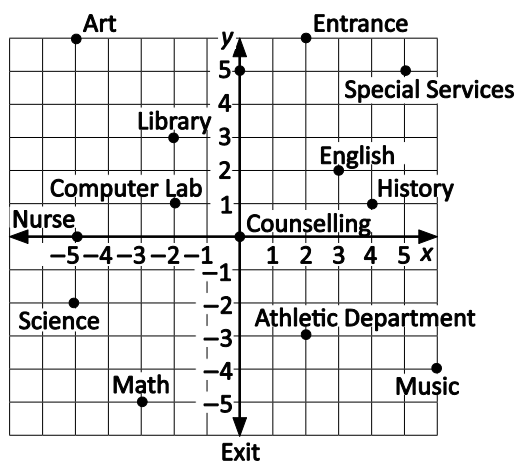 Art
Entrance
y
5
Special Services
4
Library
3
English
2
Computer Lab
1
History
Nurse
Counselling
−5 −4 −3 −2 −1 1 2 3 4 5 x
−1
−2
Science
Athletic Department
−3
−4
Math
Music
−5
Exit